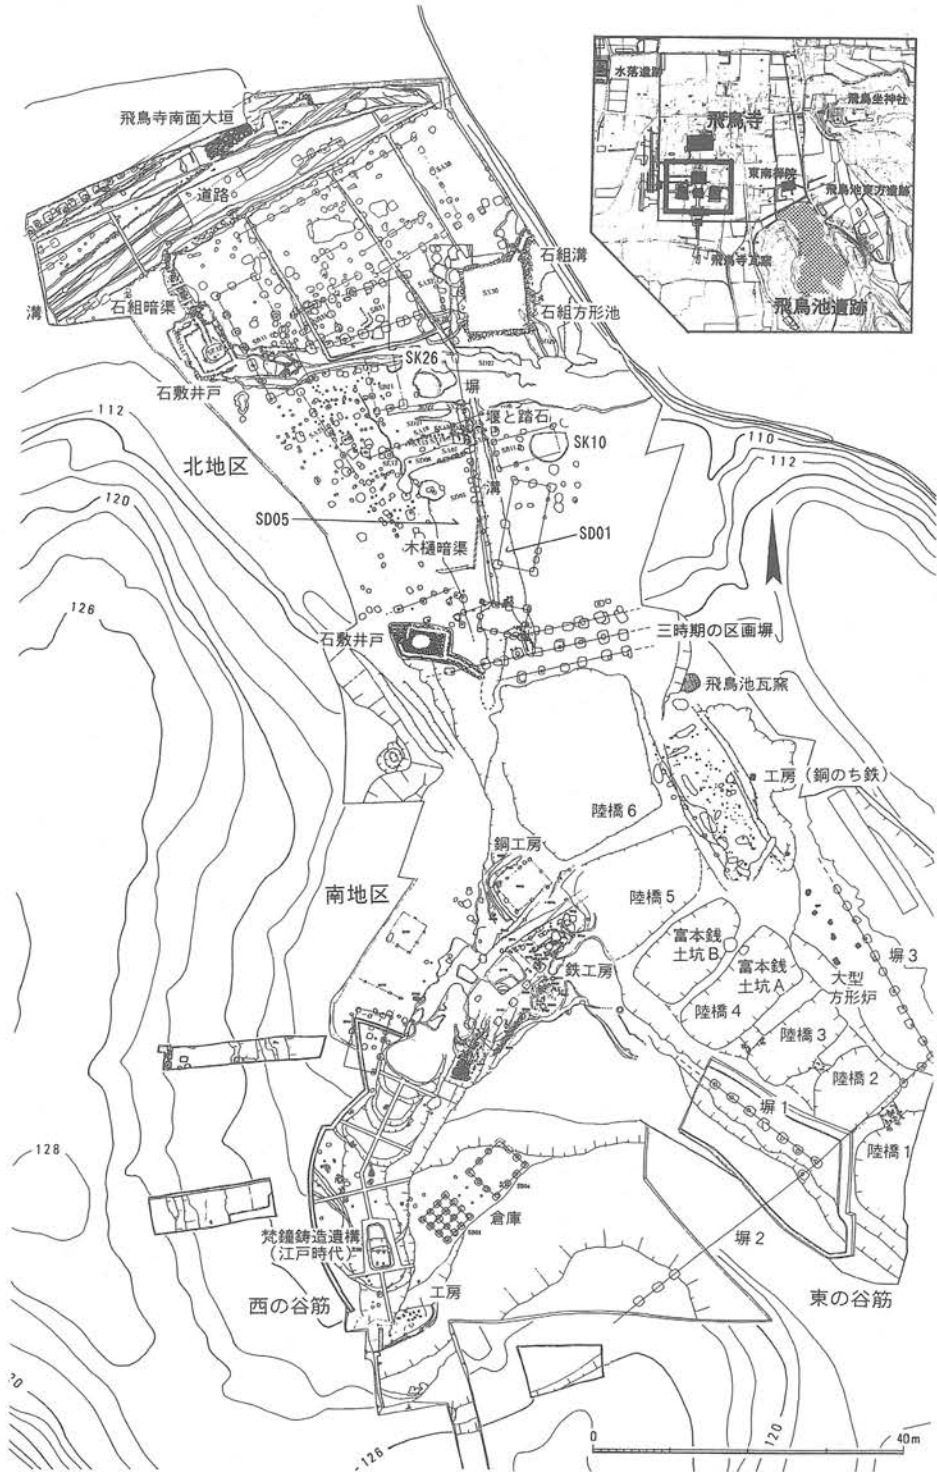 水落遺跡
飛鳥坐神社
飛鳥寺
東南禅院
飛鳥池東方遺跡
飛鳥寺瓦窯
飛鳥池遺跡
飛鳥寺南面大垣
道路
石組溝
溝
石組暗渠
石組方形池
SK26
塀
石敷井戸
堰と踏石
112
110
SK10
112
北地区
120
溝
SD05
SD01
木樋暗渠
126
石敷井戸
三時期の区画塀
飛鳥池瓦窯
工房（銅のち鉄）
陸橋6
銅工房
南地区
陸橋5
富本銭
土坑B
塀3
鉄工房
富本銭
土坑A
大型
方形炉
陸橋4
陸橋3
陸橋2
塀1
128
陸橋1
倉庫
梵鐘鋳造遺構
（江戸時代）
塀2
西の谷筋
工房
東の谷筋
0
40m
120
126